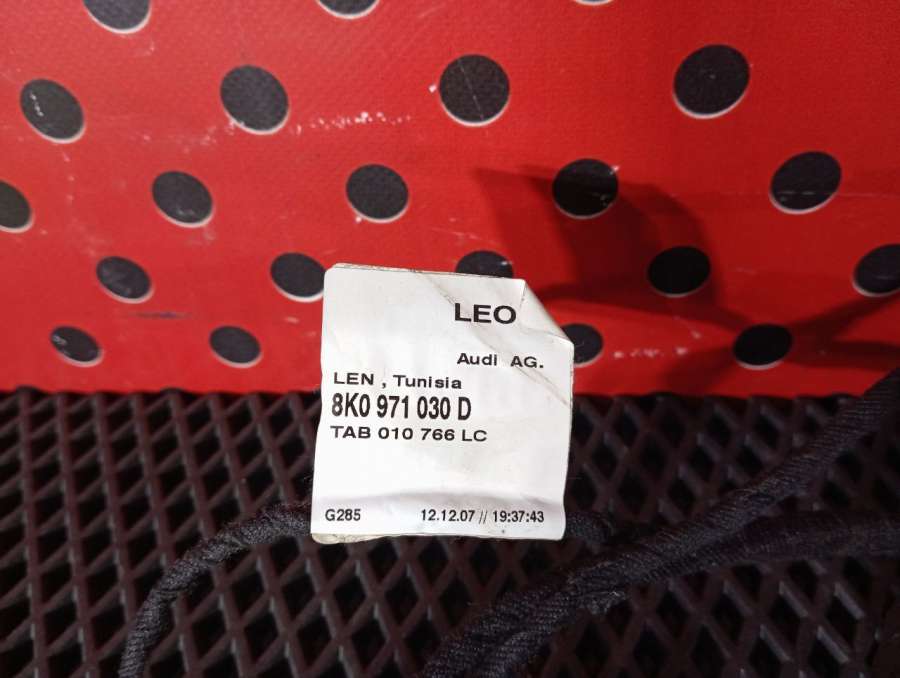 LEO
Audi AG.
LEN , Tunisia
8K0 971 030 D
TAB 010 766 LC
G285 12.12.07 // 19:37:43